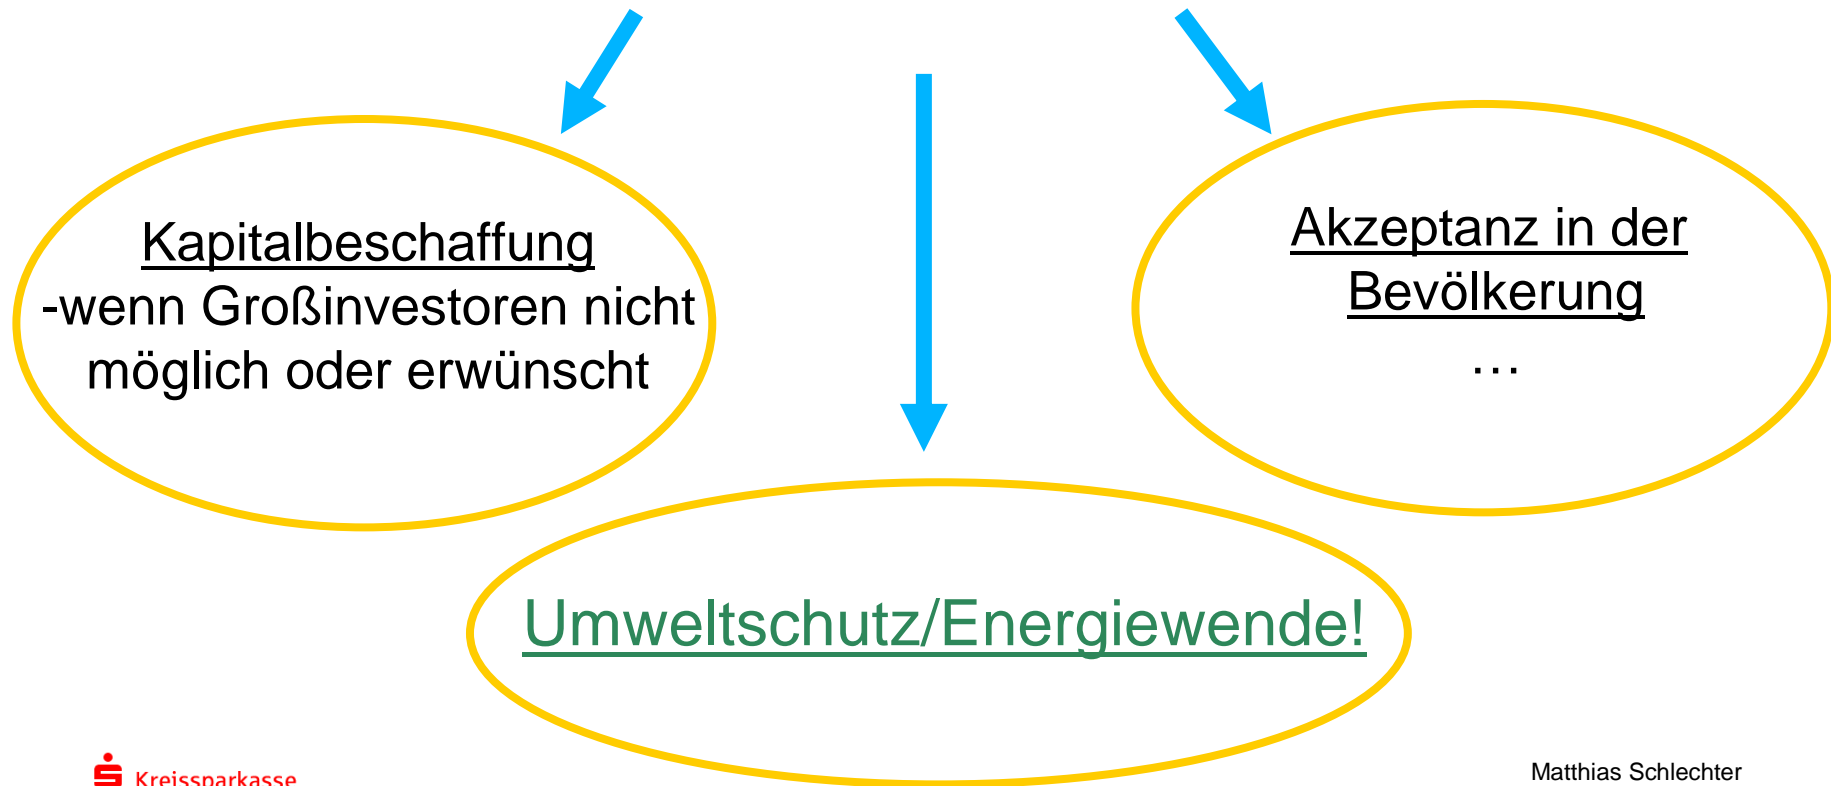 Kapitalbeschaffung
-wenn Großinvestoren nicht
möglich oder erwünscht
Akzeptanz in der
Bevölkerung
…
Umweltschutz/Energiewende!
Kreissparkasse
Matthias Schlechter